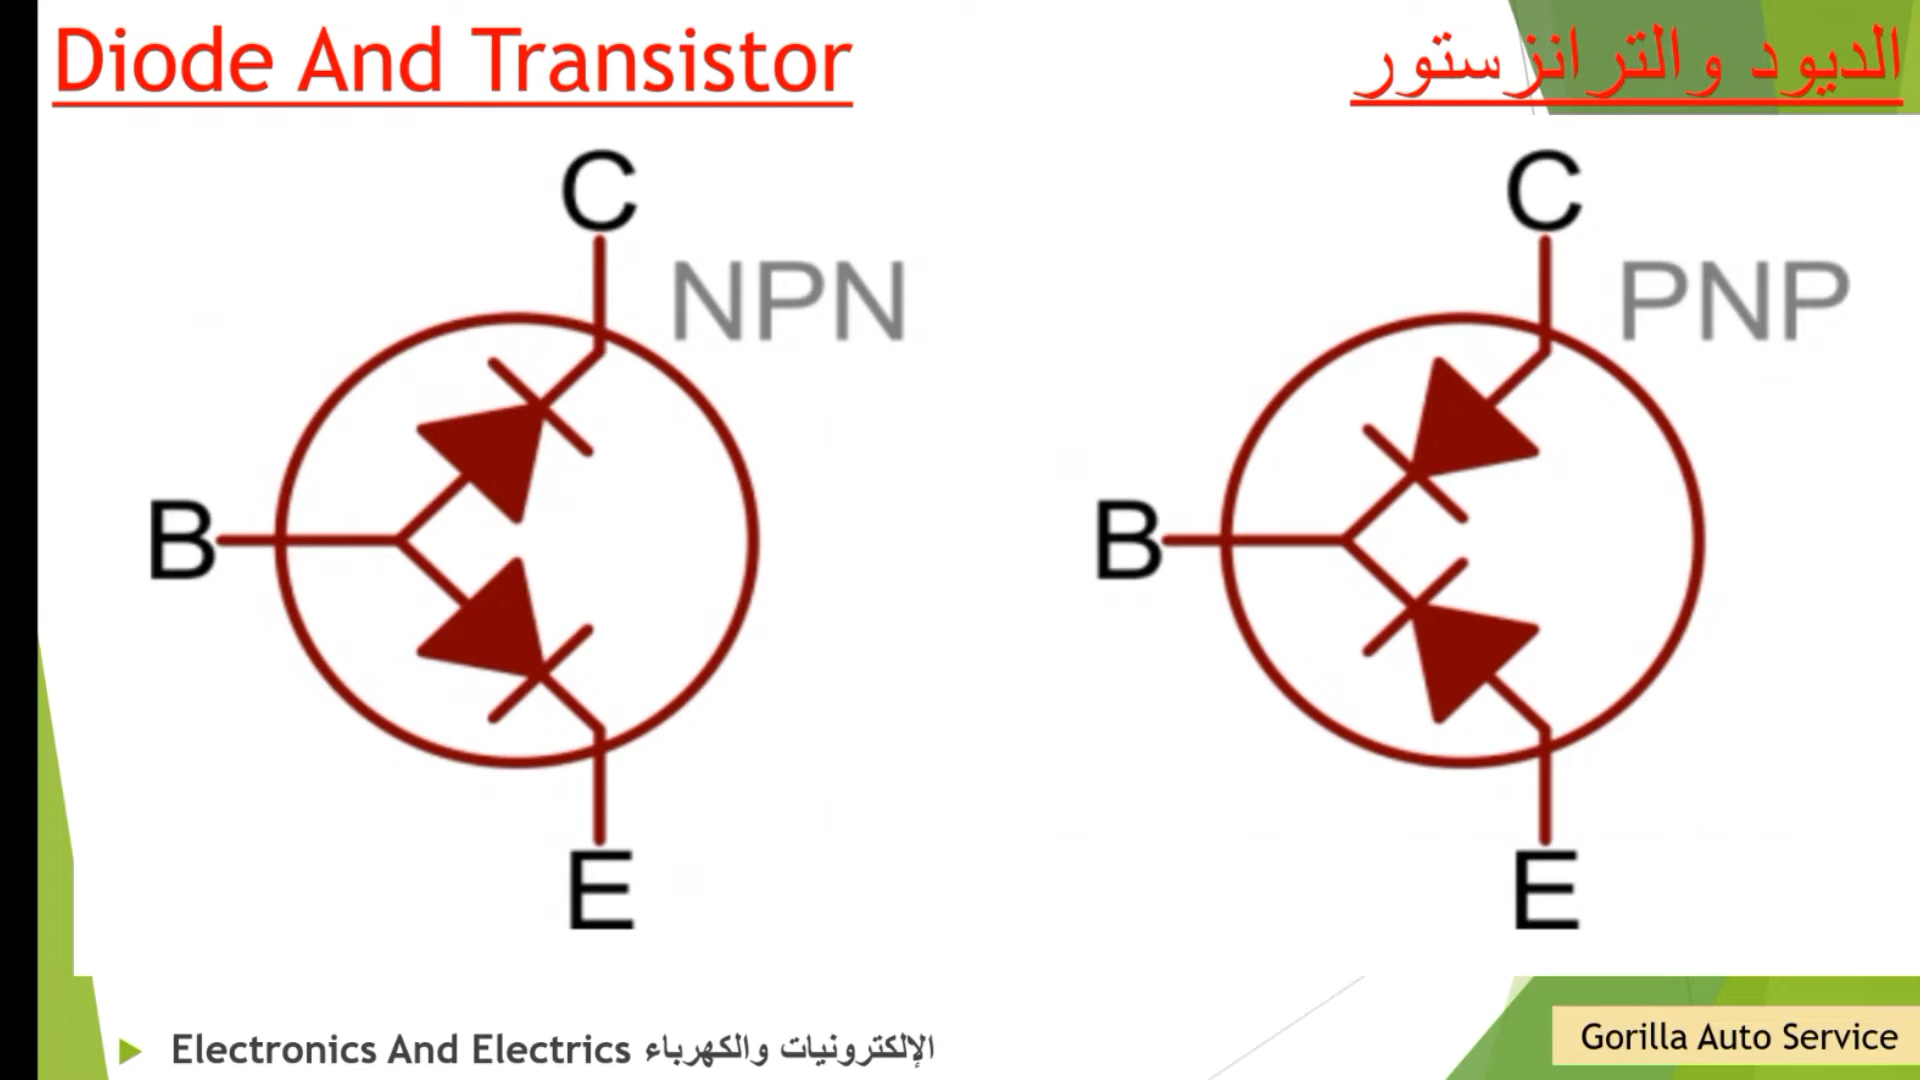 Diode And Transistor
الديود والترانزستور
C
NPN
B
E
C
PNP
B
E
Electronics And Electrics الإلكترونيات والكهرباء
Gorilla Auto Service